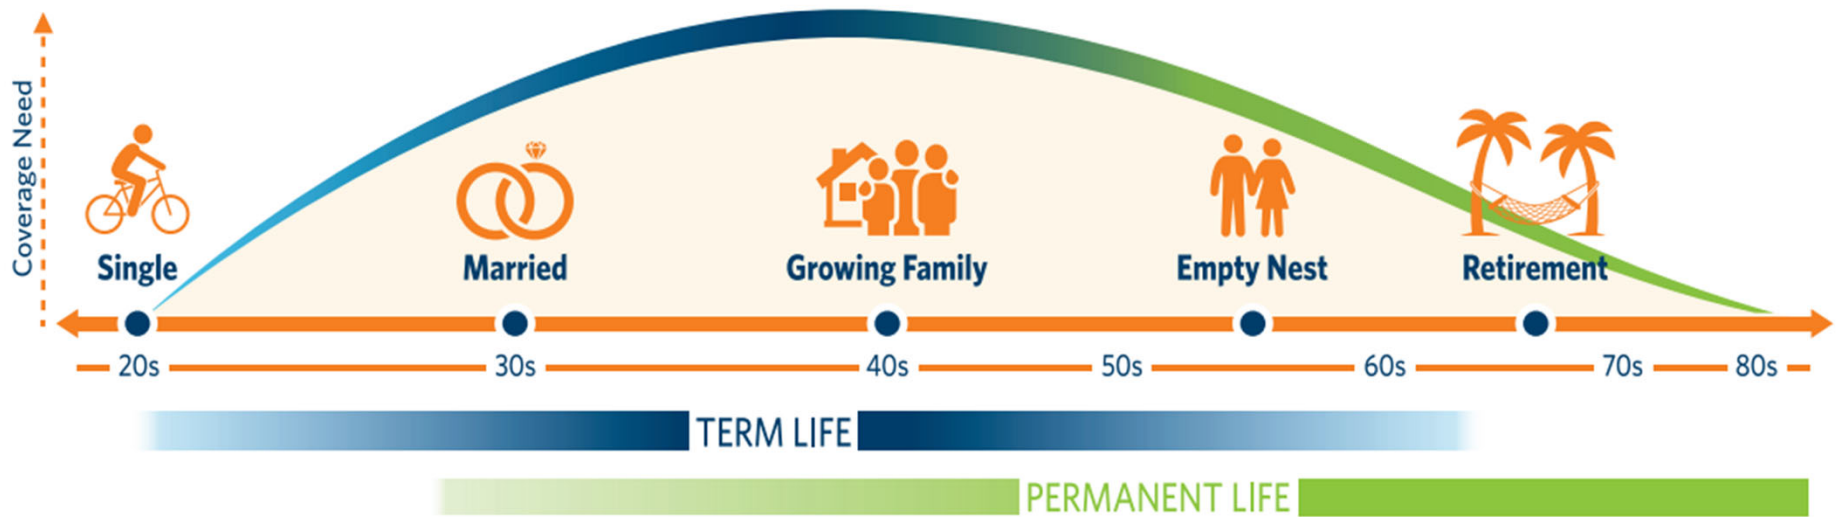 Coverage Need
Single
Married
Growing Family
Empty Nest
Retirement
20s
30s
40s
50s
60s
70s
80s
TERM LIFE
PERMANENT LIFE